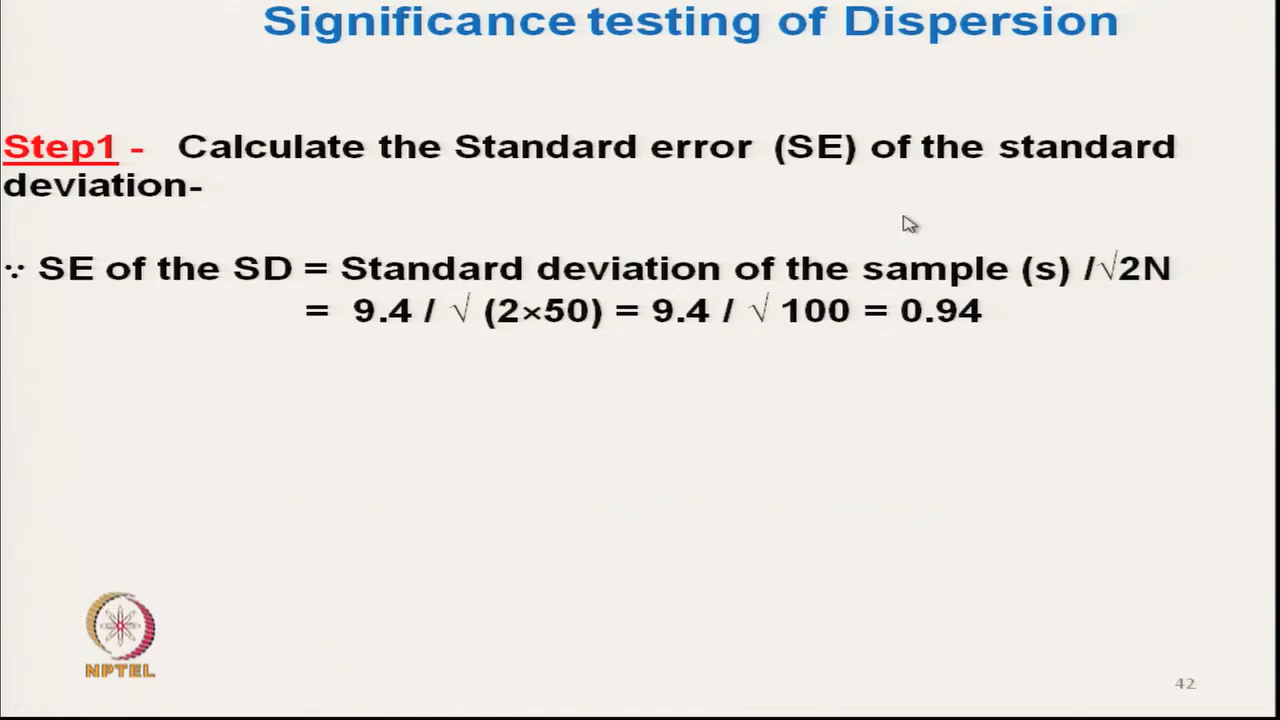 Significance testing of Dispersion
Step1 - Calculate the Standard error (SE) of the standard
deviation-
∵ SE of the SD = Standard deviation of the sample (s) /√2N
= 9.4 / √ (2×50) = 9.4 / √ 100 = 0.94
NPTEL
42